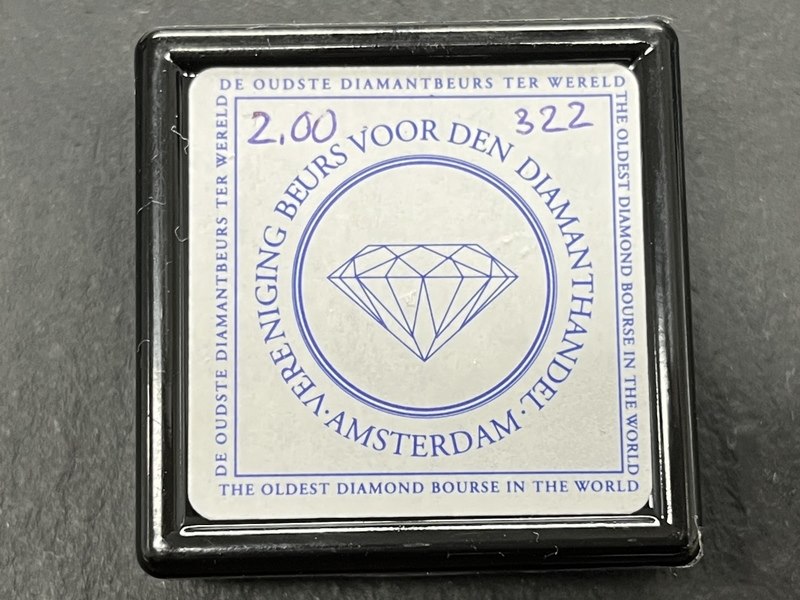 DE OUDSTE DIAMANTBEURS TER WERELD
2,00 322
VERENIGING BEURS VOOR DEN DIAMANTHANDEL
· AMSTERDAM ·
DE OUDSTE DIAMANTBEURS TER WERELD
THE OLDEST DIAMOND BOURSE IN THE WORLD
THE OLDEST DIAMOND BOURSE IN THE WORLD